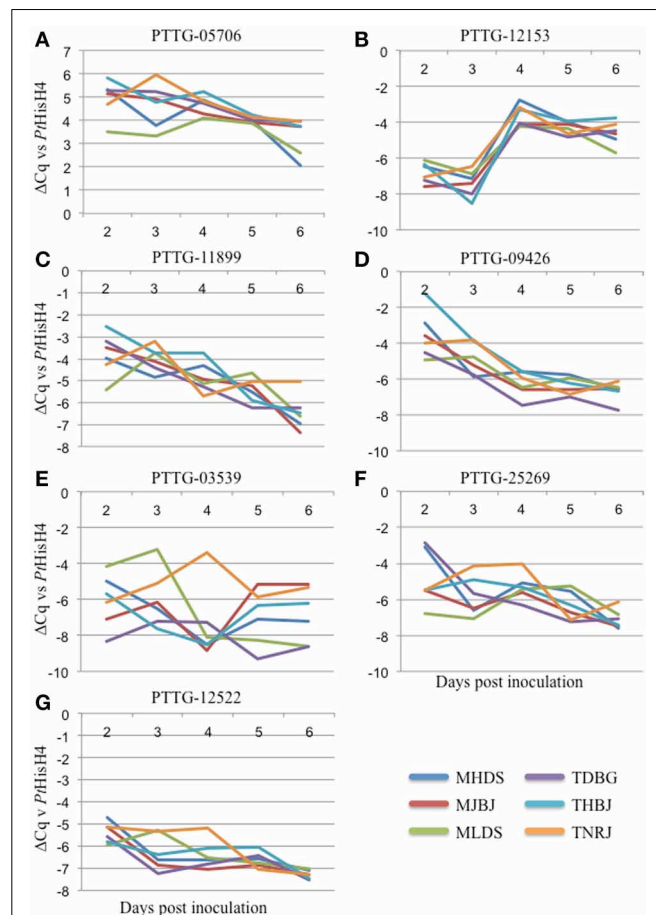 A PTTG-05706
7
6
5
4
3
2
1
0
2 3 4 5 6
ΔCq vs PtHisH4
B PTTG-12153
0
-2
-4
-6
-8
-10
2 3 4 5 6
C PTTG-11899
0
-1
-2
-3
-4
-5
-6
-7
-8
2 3 4 5 6
ΔCq vs PtHisH4
D PTTG-09426
0
-2
-4
-6
-8
-10
2 3 4 5 6
E PTTG-03539
0
-2
-4
-6
-8
-10
2 3 4 5 6
ΔCq vs PtHisH4
F PTTG-25269
0
-2
-4
-6
-8
-10
2 3 4 5 6
Days post inoculation
G PTTG-12522
0
-1
-2
-3
-4
-5
-6
-7
-8
2 3 4 5 6
ΔCq v PtHisH4
Days post inoculation
MHDS TDBG
MJBJ THBJ
MLDS TNRJ